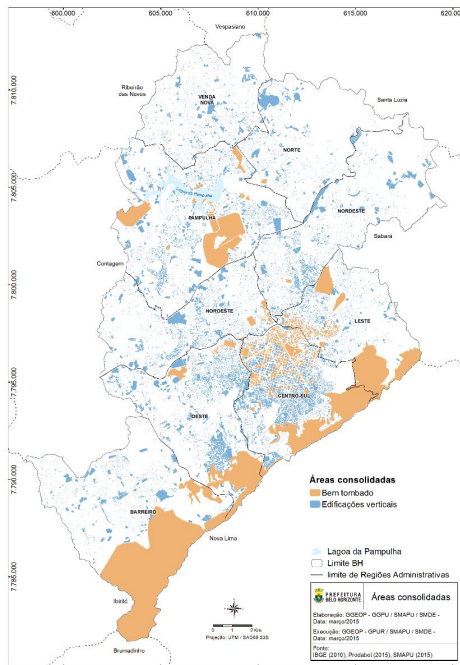 600.000 605.000 610.000 615.000 620.0
Vespasiano
7.810.000
Ribeirão
das Neves
VENDA
NOVA
Santa Luzia
NORTE
7.805.000
Lagoa da Pampulha
NORDESTE
PAMPULHA
Sabará
Contagem
7.800.000
NOROESTE
LESTE
7.795.000
CENTRO-SUL
OESTE
7.790.000
Áreas consolidadas
Bem tombado
Edificações verticais
BARREIRO
Nova Lima
Lagoa da Pampulha
Limite BH
limite de Regiões Administrativas
7.785.000
Ibirité
PREFEITURA
BELO HORIZONTE
Áreas consolidadas
Elaboração: GGEOP - GGPU / SMAPU / SMDE -
Data: março/2015
Execução: GGEOP - GPUR / SMAPU / SMDE -
Data: março/2015
Projeção: UTM / SAD69 23S
Fonte:
IBGE (2010), Prodabel (2015), SMAPU (2015)
Brumadinho